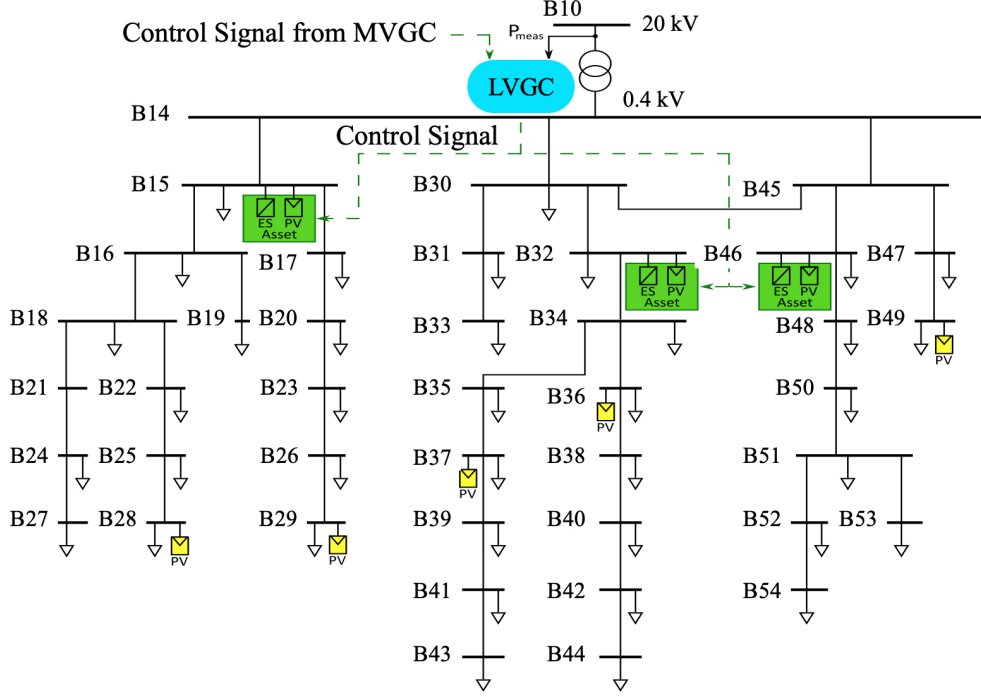 B10
20 kV
Control Signal from MVGC
Pmeas
LVGC
0.4 kV
B14
Control Signal
B15
B30
B45
ES PV
Asset
B16
B17
B31
B32
B46
B47
ES PV
Asset
ES PV
Asset
B18
B19
B20
B33
B34
B48
B49
PV
B21
B22
B23
B35
B36
B50
PV
B24
B25
B26
B37
B38
B51
PV
B27
B28
B29
B39
B40
B52
B53
PV
PV
B41
B42
B54
B43
B44